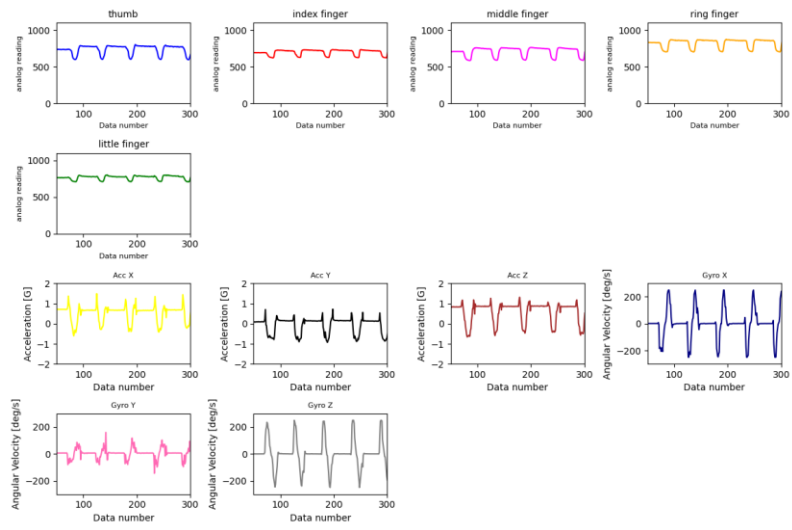 thumb
index finger
middle finger
ring finger
analog reading
1000
500
0
100
200
300
Data number
analog reading
1000
500
0
100
200
300
Data number
analog reading
1000
500
0
100
200
300
Data number
analog reading
1000
500
0
100
200
300
Data number
little finger
analog reading
1000
500
0
100
200
300
Data number
Acc X
Acc Y
Acc Z
Gyro X
Acceleration [G]
2
1
0
−1
−2
100
200
300
Data number
Acceleration [G]
2
1
0
−1
−2
100
200
300
Data number
Acceleration [G]
2
1
0
−1
−2
100
200
300
Data number
Angular Velocity [deg/s]
200
0
−200
100
200
300
Data number
Gyro Y
Gyro Z
Angular Velocity [deg/s]
200
0
−200
100
200
300
Data number
Angular Velocity [deg/s]
200
0
−200
100
200
300
Data number